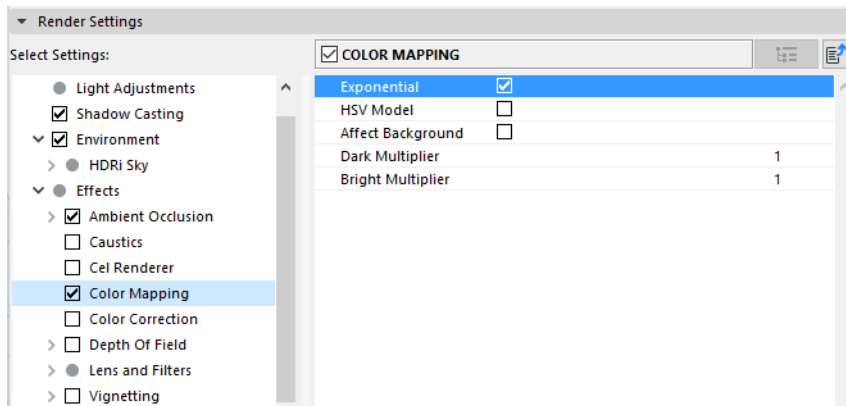 Render Settings
Select Settings:
COLOR MAPPING
Light Adjustments
Shadow Casting
Environment
HDRi Sky
Effects
Ambient Occlusion
Caustics
Cel Renderer
Color Mapping
Color Correction
Depth Of Field
Lens and Filters
Vignetting
Exponential
HSV Model
Affect Background
Dark Multiplier 1
Bright Multiplier 1